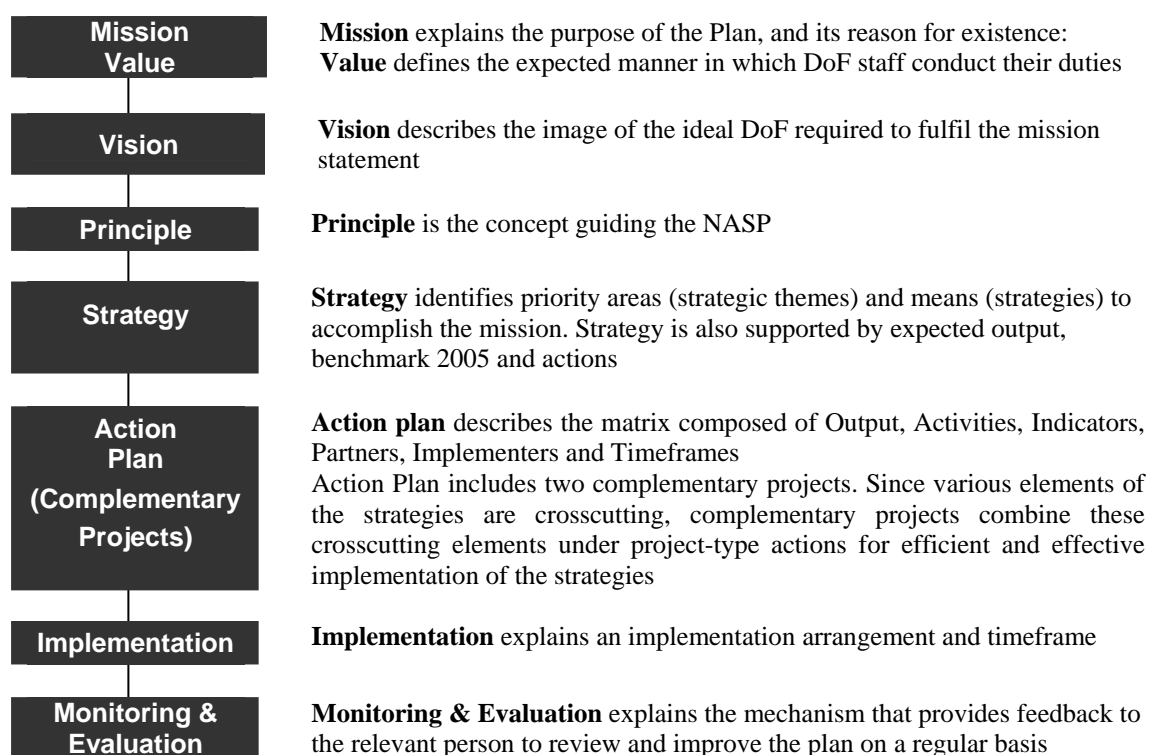 Mission
Value
Mission explains the purpose of the Plan, and its reason for existence:
Value defines the expected manner in which DoF staff conduct their duties
Vision
Vision describes the image of the ideal DoF required to fulfil the mission
statement
Principle
Principle is the concept guiding the NASP
Strategy
Strategy identifies priority areas (strategic themes) and means (strategies) to
accomplish the mission. Strategy is also supported by expected output,
benchmark 2005 and actions
Action
Plan
(Complementary
Projects)
Action plan describes the matrix composed of Output, Activities, Indicators,
Partners, Implementers and Timeframes
Action Plan includes two complementary projects. Since various elements of
the strategies are crosscutting, complementary projects combine these
crosscutting elements under project-type actions for efficient and effective
implementation of the strategies
Implementation
Implementation explains an implementation arrangement and timeframe
Monitoring &
Evaluation
Monitoring & Evaluation explains the mechanism that provides feedback to
the relevant person to review and improve the plan on a regular basis